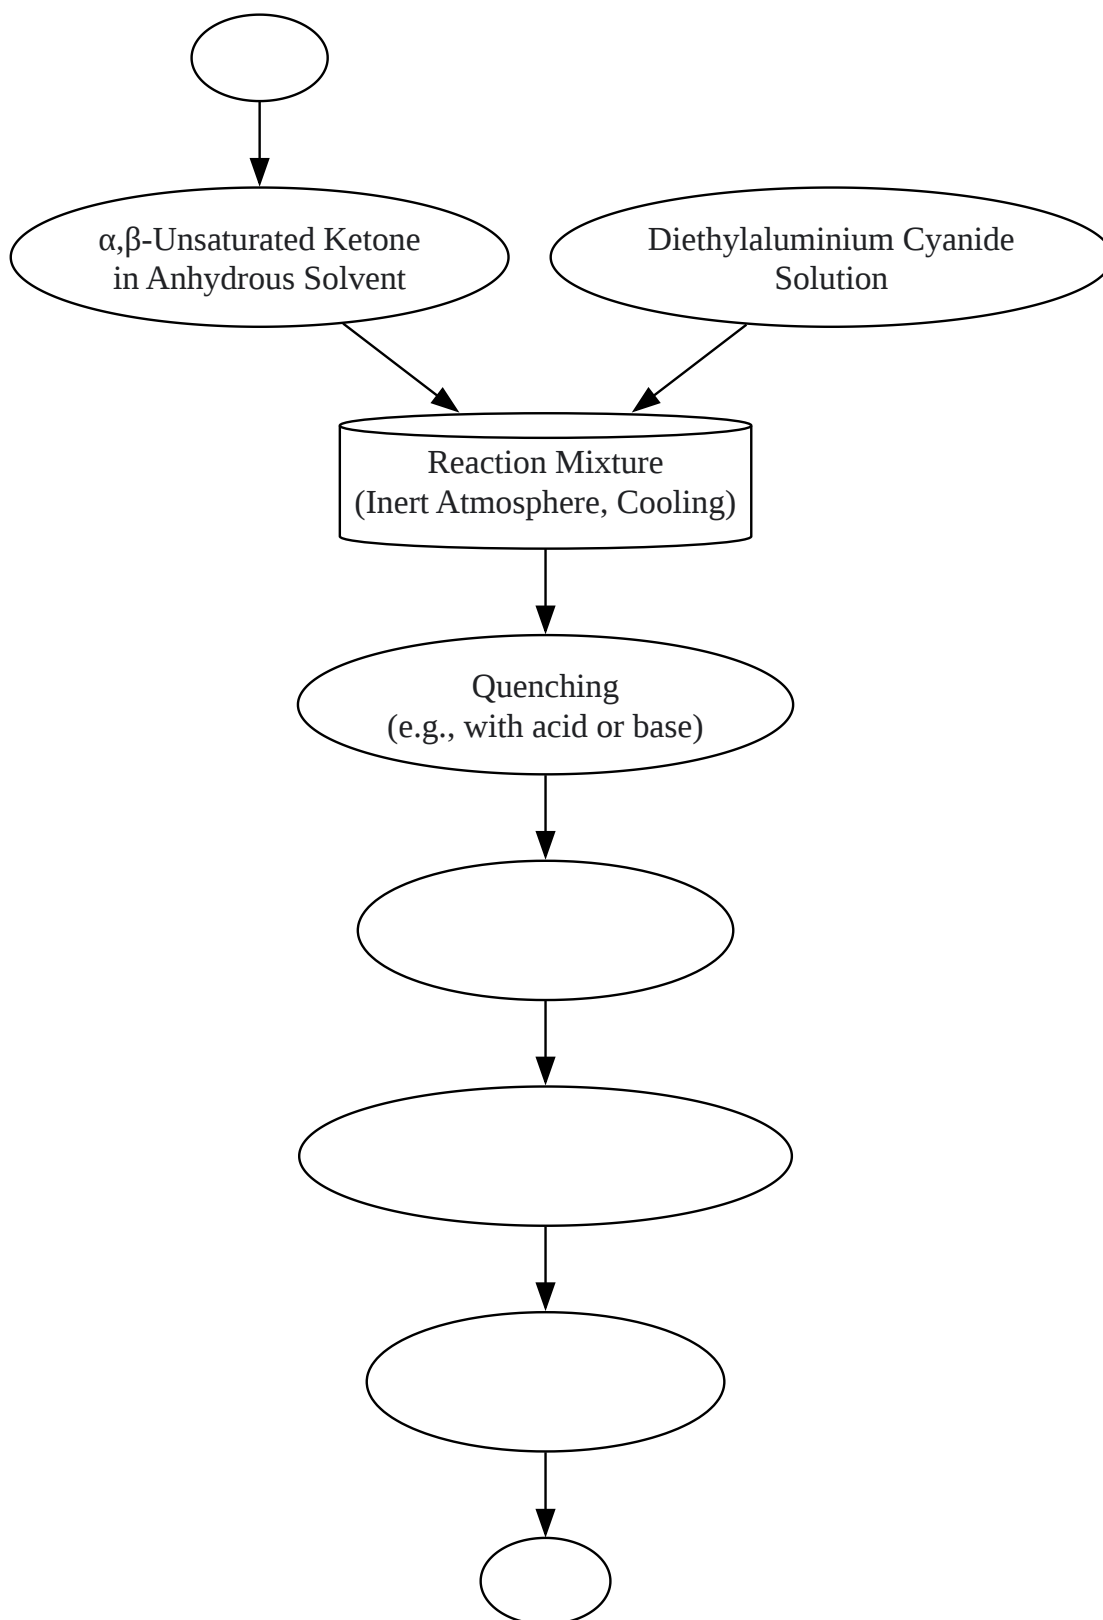 α,β-Unsaturated Ketone
in Anhydrous Solvent
Diethylaluminium Cyanide
Solution
Reaction Mixture
(Inert Atmosphere, Cooling)
Quenching
(e.g., with acid or base)